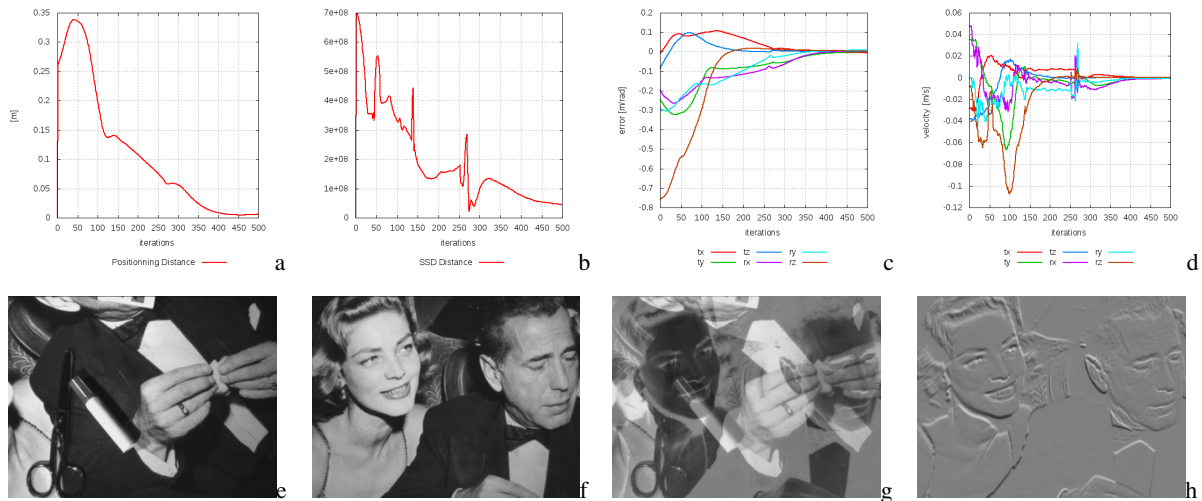 0.35
0.3
0.25
0.2
0.15
0.1
0.05
0
[m]
0 50 100 150 200 250 300 350 400 450 500
iterations
Positionning Distance
a
7e+08
6e+08
5e+08
4e+08
3e+08
2e+08
1e+08
0
0 50 100 150 200 250 300 350 400 450 500
iterations
SSD Distance
b
0.2
0.1
0
-0.1
-0.2
-0.3
-0.4
-0.5
-0.6
-0.7
-0.8
error [m/rad]
0 50 100 150 200 250 300 350 400 450 500
iterations
tx tz ry
ty rx rz
c
0.06
0.04
0.02
0
-0.02
-0.04
-0.06
-0.08
-0.1
-0.12
velocity [m/s]
0 50 100 150 200 250 300 350 400 450 500
iterations
tx tz ry
ty rx rz
d
e
f
g
h